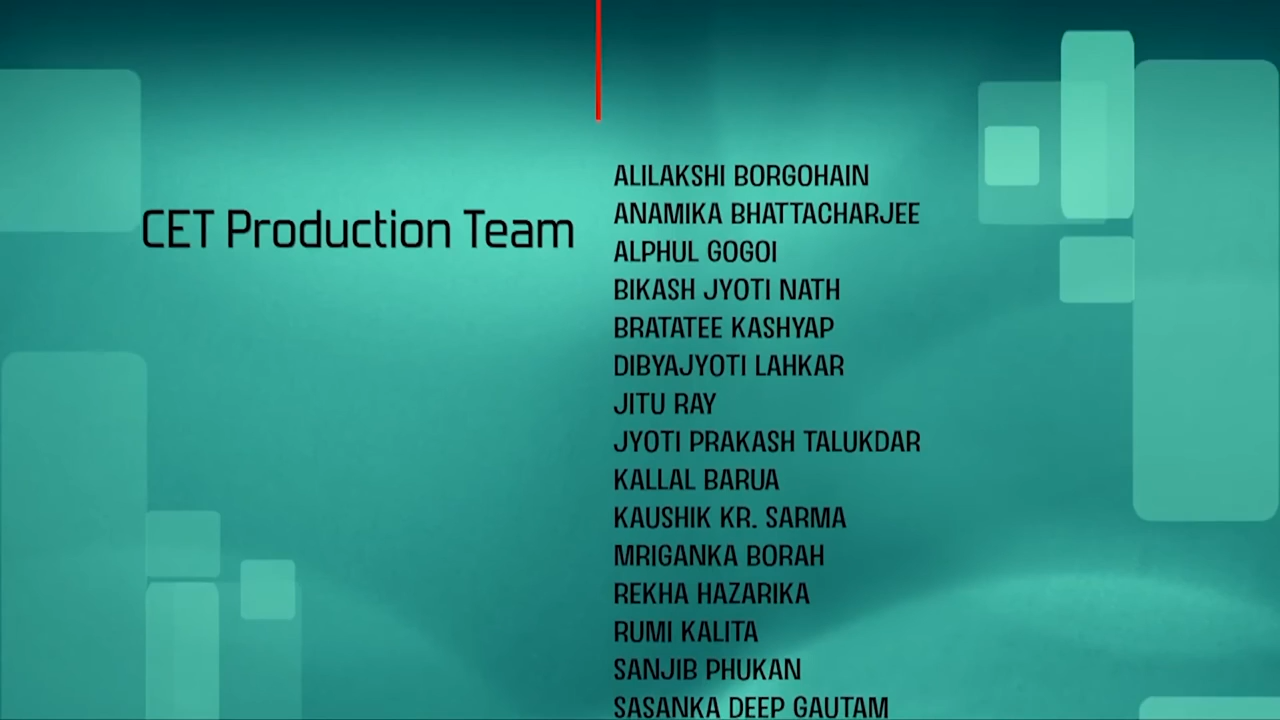 CET Production Team
ALILAKSHI BORGOHAIN
ANAMIKA BHATTACHARJEE
ALPHUL GOGOI
BIKASH JYOTI NATH
BRATATEE KASHYAP
DIBYAJYOTI LAHKAR
JITU RAY
JYOTI PRAKASH TALUKDAR
KALLAL BARUA
KAUSHIK KR. SARMA
MRIGANKA BORAH
REKHA HAZARIKA
RUMI KALITA
SANJIB PHUKAN
SASANKA DEEP GAUTAM